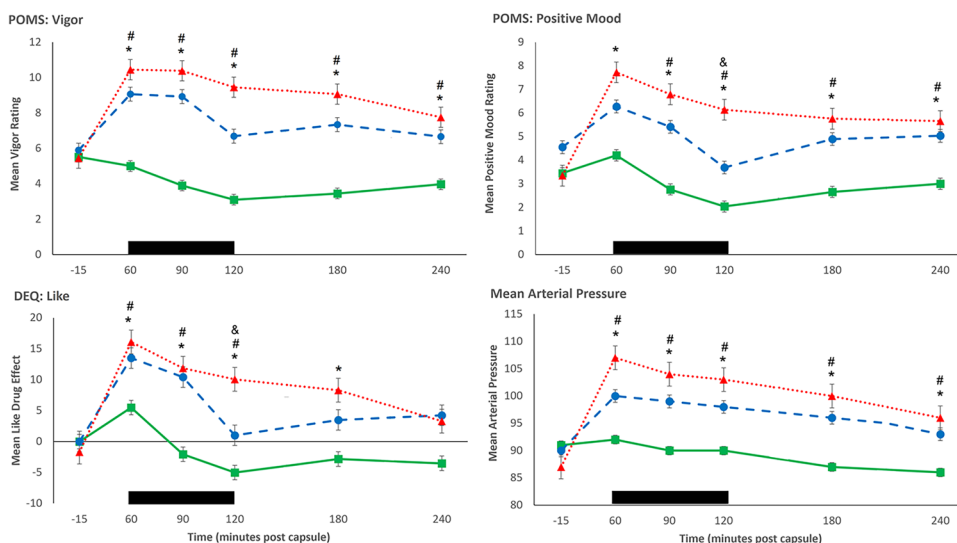 POMS: Vigor
Mean Vigor Rating
12
10
8
6
4
2
0
# # # # #
* * * * *
-15 60 90 120 180 240
POMS: Positive Mood
Mean Positive Mood Rating
9
8
7
6
5
4
3
2
1
0
&
# # # #
* * * * *
-15 60 90 120 180 240
DEQ: Like
Mean Like Drug Effect
20
15
10
5
0
-5
-10
&
# # #
* * * *
-15 60 90 120 180 240
Time (minutes post capsule)
Mean Arterial Pressure
Mean Arterial Pressure
115
110
105
100
95
90
85
80
# # # # #
* * * * *
-15 60 90 120 180 240
Time (minutes post capsule)